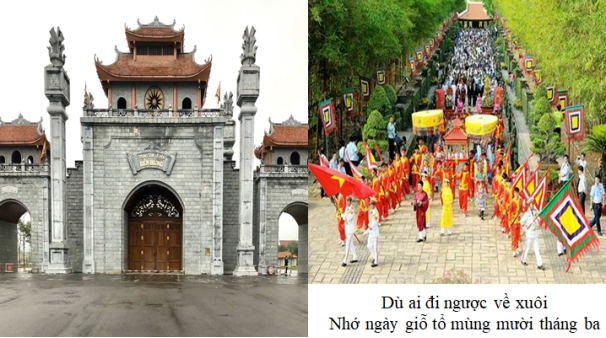 Dù ai đi ngược về xuôi
Nhớ ngày giỗ tổ mùng mười tháng ba